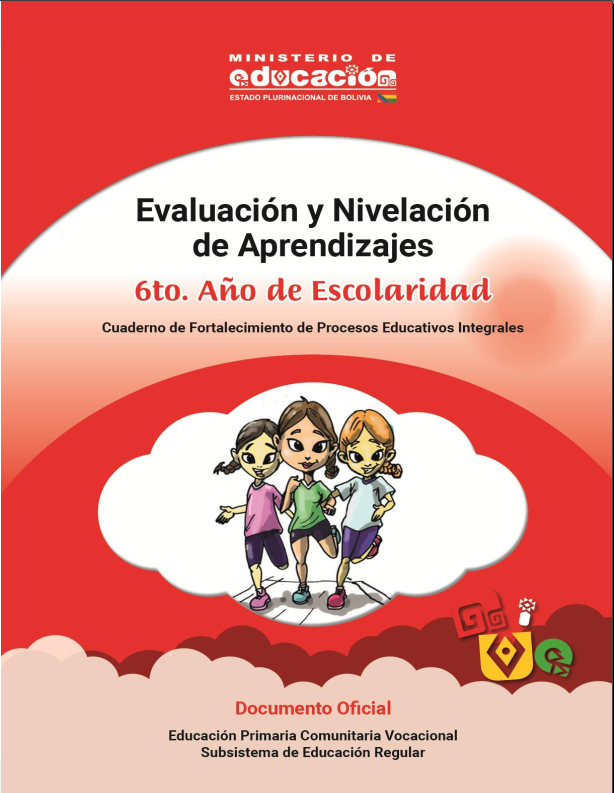 MINISTERIO DE
educación
ESTADO PLURINACIONAL DE BOLIVIA
Evaluación y Nivelación
de Aprendizajes
6to. Año de Escolaridad
Cuaderno de Fortalecimiento de Procesos Educativos Integrales
Documento Oficial
Educación Primaria Comunitaria Vocacional
Subsistema de Educación Regular